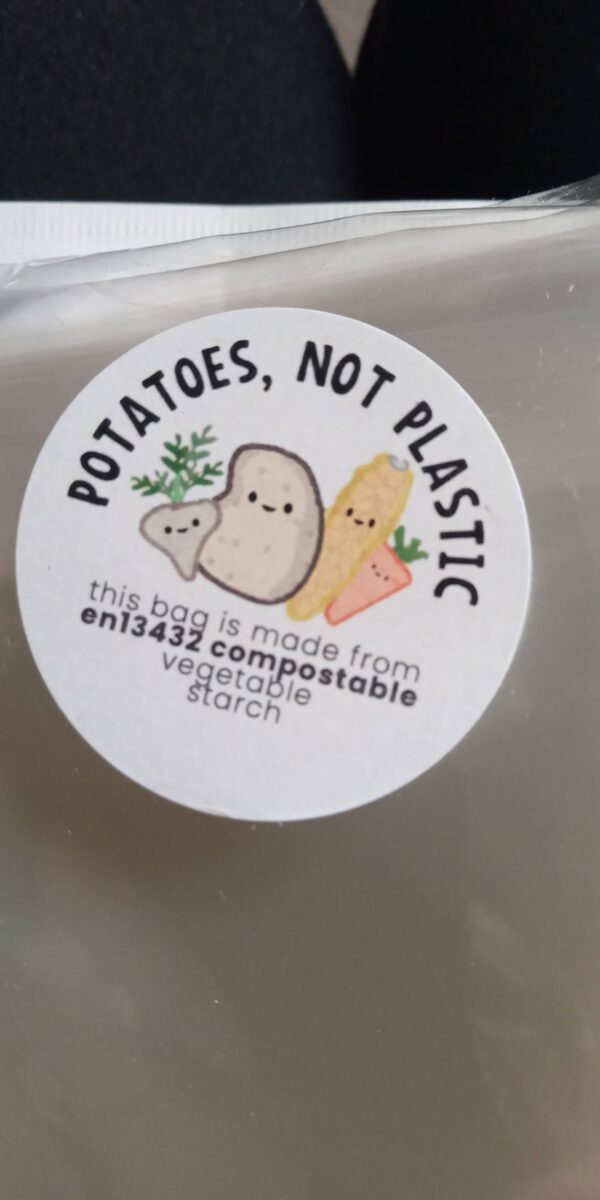 POTATOES, NOT PLASTIC
this bag is made from
en13432 compostable
vegetable
starch